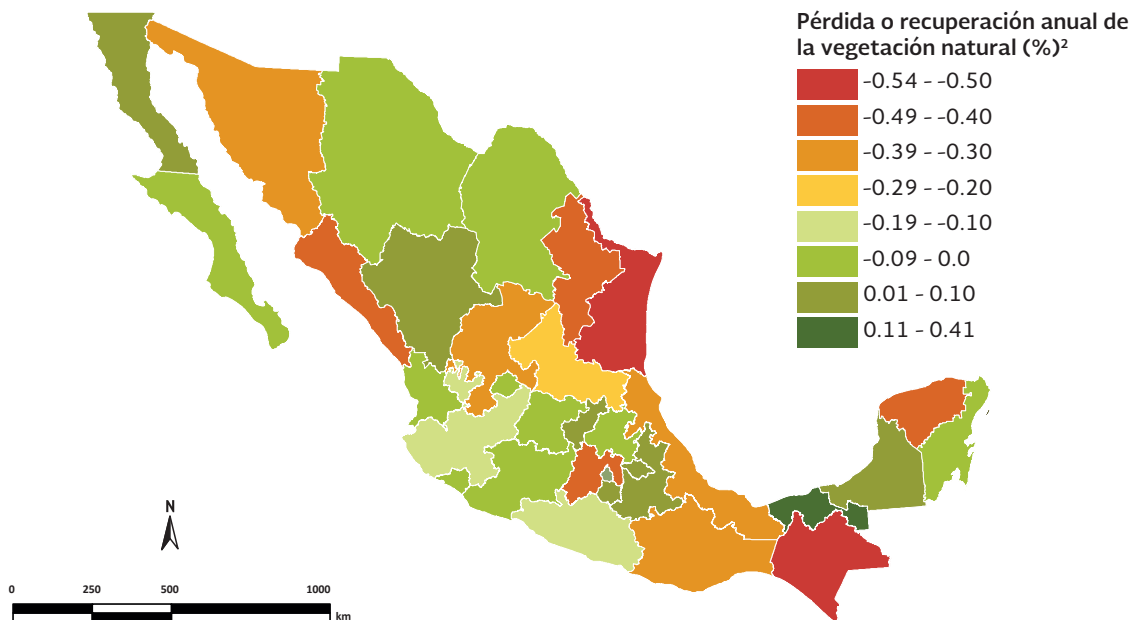 Pérdida o recuperación anual de
la vegetación natural (%)²
-0.54 - -0.50
-0.49 - -0.40
-0.39 - -0.30
-0.29 - -0.20
-0.19 - -0.10
-0.09 - 0.0
0.01 - 0.10
0.11 - 0.41
N
0 250 500 1000
km